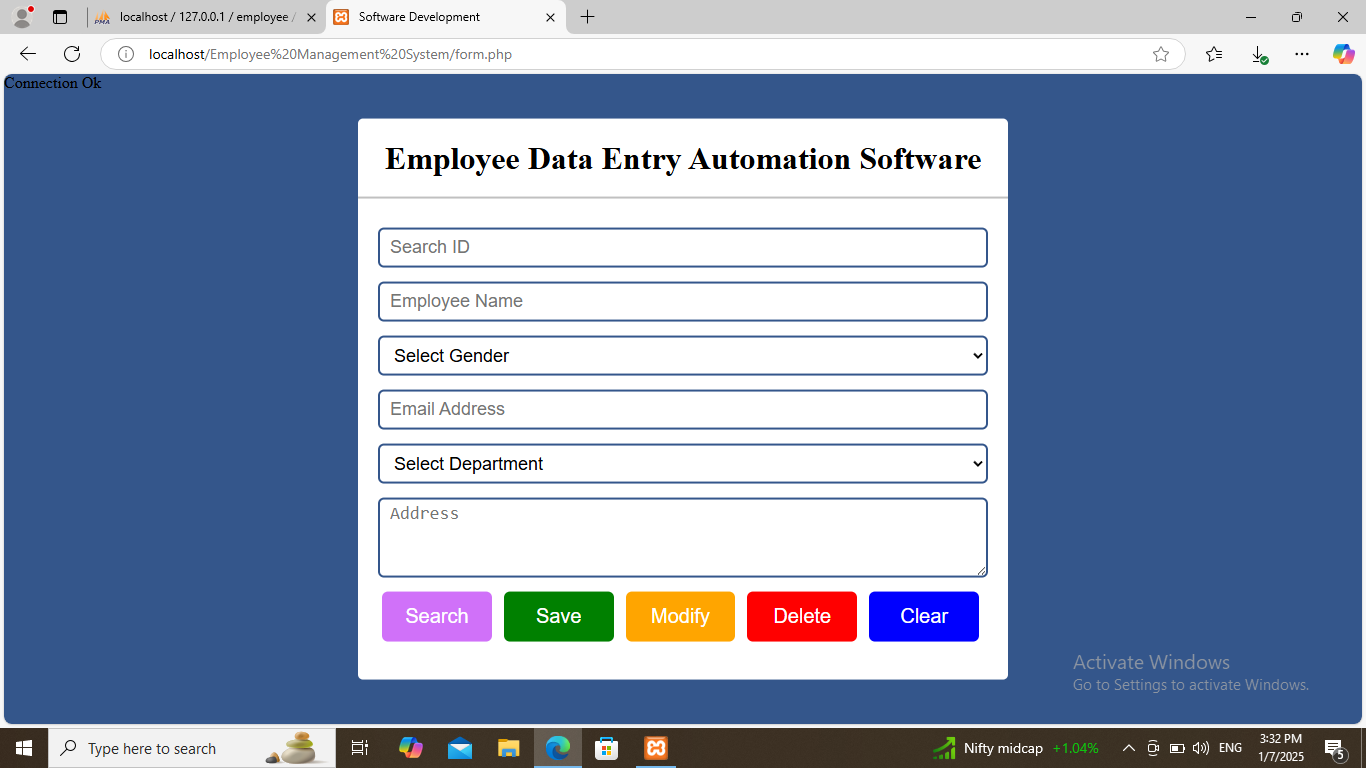 localhost / 127.0.0.1 / employee /
Software Development
localhost/Employee%20Management%20System/form.php
Connection Ok
Employee Data Entry Automation Software
Search ID
Employee Name
Select Gender
Email Address
Select Department
Address
Search Save Modify Delete Clear
Activate Windows
Go to Settings to activate Windows.
Type here to search
Nifty midcap +1.04%
ENG
3:32 PM
1/7/2025
5